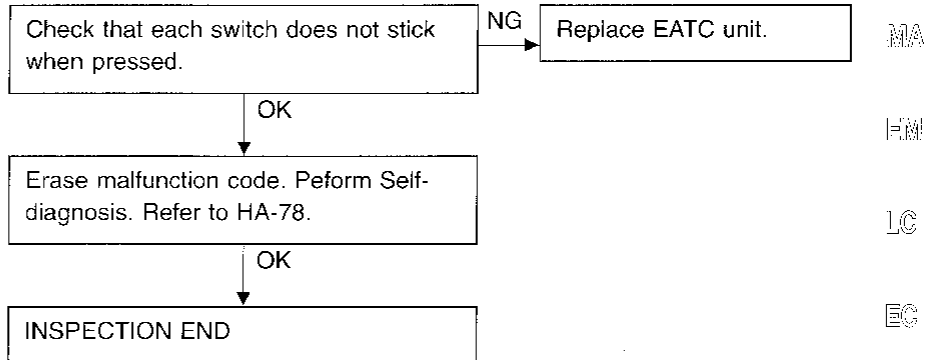 Check that each switch does not stick
when pressed.
NG
Replace EATC unit.
MA
EM
OK
Erase malfunction code. Peform Self-
diagnosis. Refer to HA-78.
LC
OK
INSPECTION END
EC